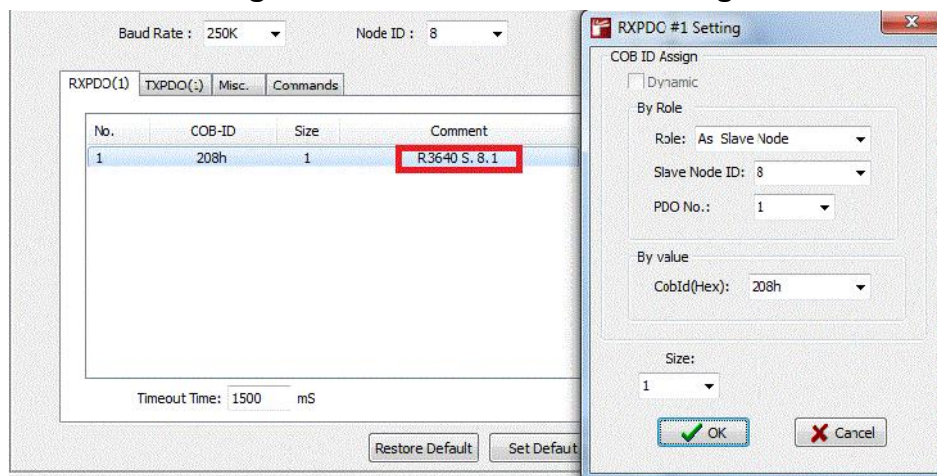 Baud Rate : 250K Node ID : 8
RXPDO(1) TXPDO(1) Misc. Commands
No. COB-ID Size Comment
1 208h 1 R3640 S. 8.1
Timeout Time: 1500 mS
Restore Default Set Defaut
RXPDO #1 Setting
COB ID Assign
Dynamic
By Role
Role: As Slave Node
Slave Node ID: 8
PDO No.: 1
By value
CobId(Hex): 208h
Size:
1
OK Cancel